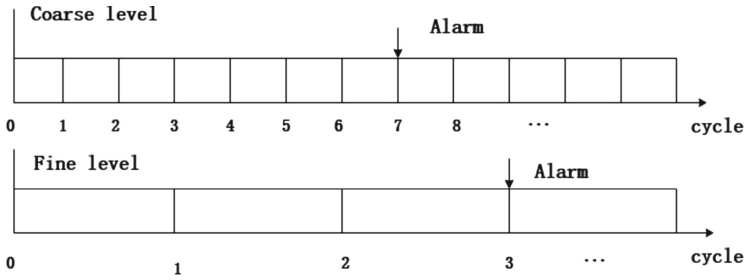 Coarse level
Alarm
0 1 2 3 4 5 6 7 8 ... cycle
Fine level
Alarm
0 1 2 3 ... cycle